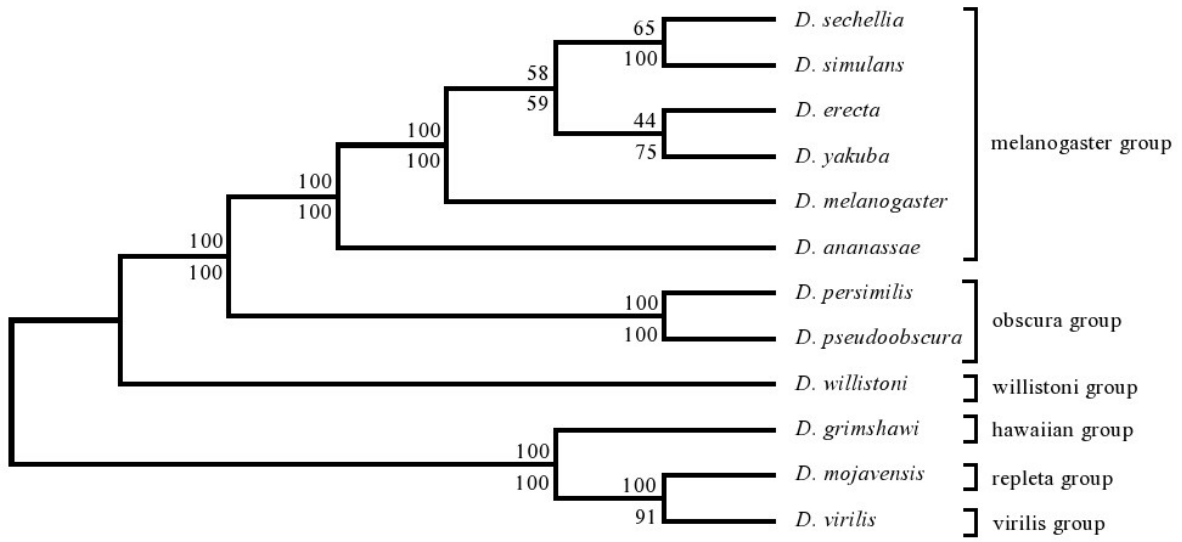 65
D. sechellia
100
D. simulans
58
59
44
D. erecta
75
D. yakuba
melanogaster group
100
100
D. melanogaster
100
100
D. ananassae
100
100
100
D. persimilis
100
D. pseudoobscura
obscura group
D. willistoni
willistoni group
D. grimshawi
hawaiian group
100
100
100
D. mojavensis
repleta group
91
D. virilis
virilis group